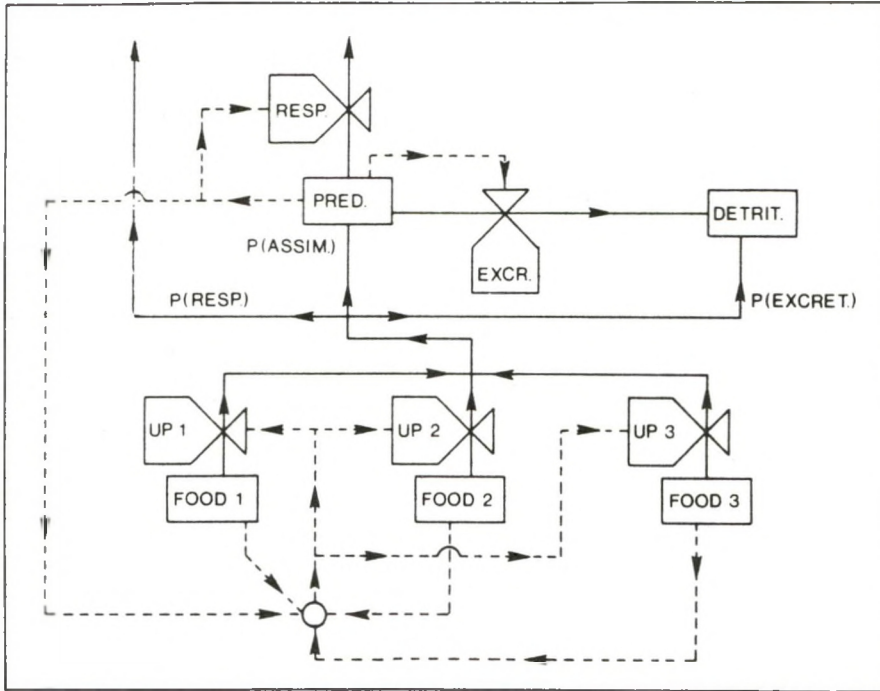 RESP.
PRED.
DETRIT.
P(ASSIM.)
EXCR.
P(RESP.)
P(EXCRET.)
UP 1
UP 2
UP 3
FOOD 1
FOOD 2
FOOD 3